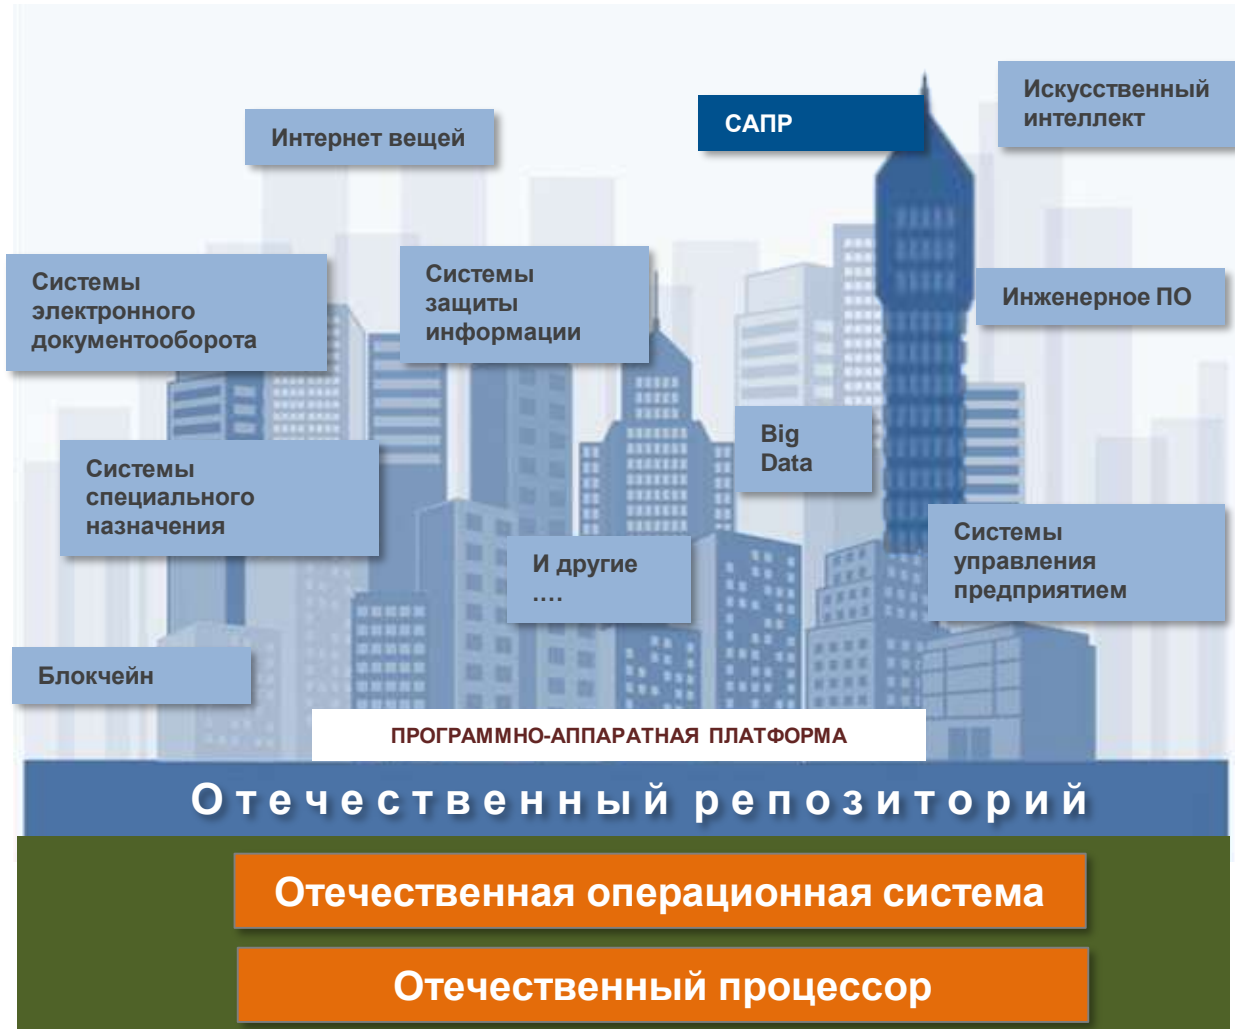 Искусственный
интеллект
САПР
Интернет вещей
Системы
электронного
документооборота
Системы
защиты
информации
Инженерное ПО
Big
Data
Системы
специального
назначения
Системы
управления
предприятием
И другие
....
Блокчейн
ПРОГРАММНО-АППАРАТНАЯ ПЛАТФОРМА
Отечественный репозиторий
Отечественная операционная система
Отечественный процессор